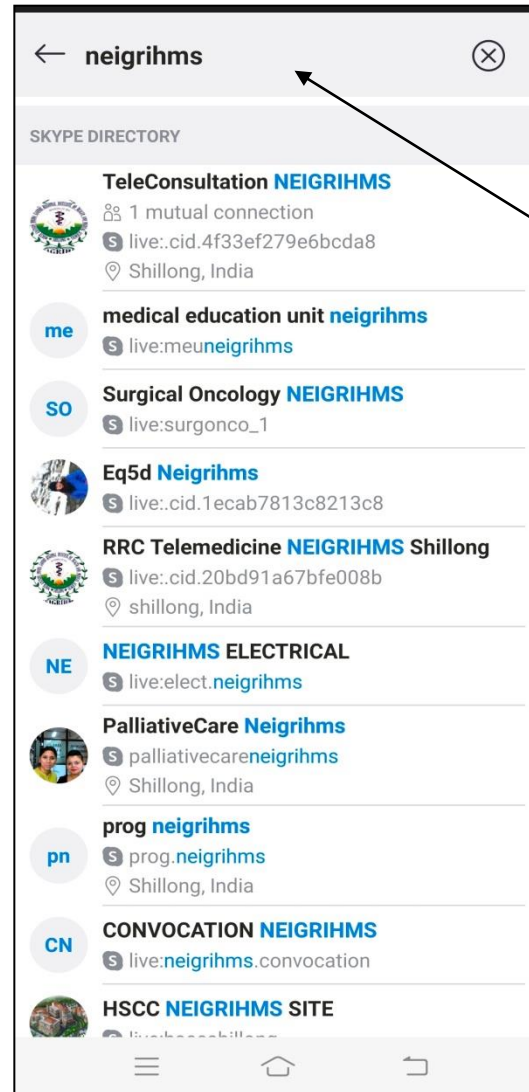 neigrihms
SKYPE DIRECTORY
TeleConsultation NEIGRIHMS
1 mutual connection
live:.cid.4f33ef279e6bcda8
Shillong, India
me
medical education unit neigrihms
live:meuneigrihms
SO
Surgical Oncology NEIGRIHMS
live:surgonco_1
Eq5d Neigrihms
live:.cid.1ecab7813c8213c8
RRC Telemedicine NEIGRIHMS Shillong
live:.cid.20bd91a67bfe008b
shillong, India
NE
NEIGRIHMS ELECTRICAL
live:elect.neigrihms
PalliativeCare Neigrihms
palliativecareneigrihms
Shillong, India
pn
prog neigrihms
prog.neigrihms
Shillong, India
CN
CONVOCATION NEIGRIHMS
live:neigrihms.convocation
HSCC NEIGRIHMS SITE